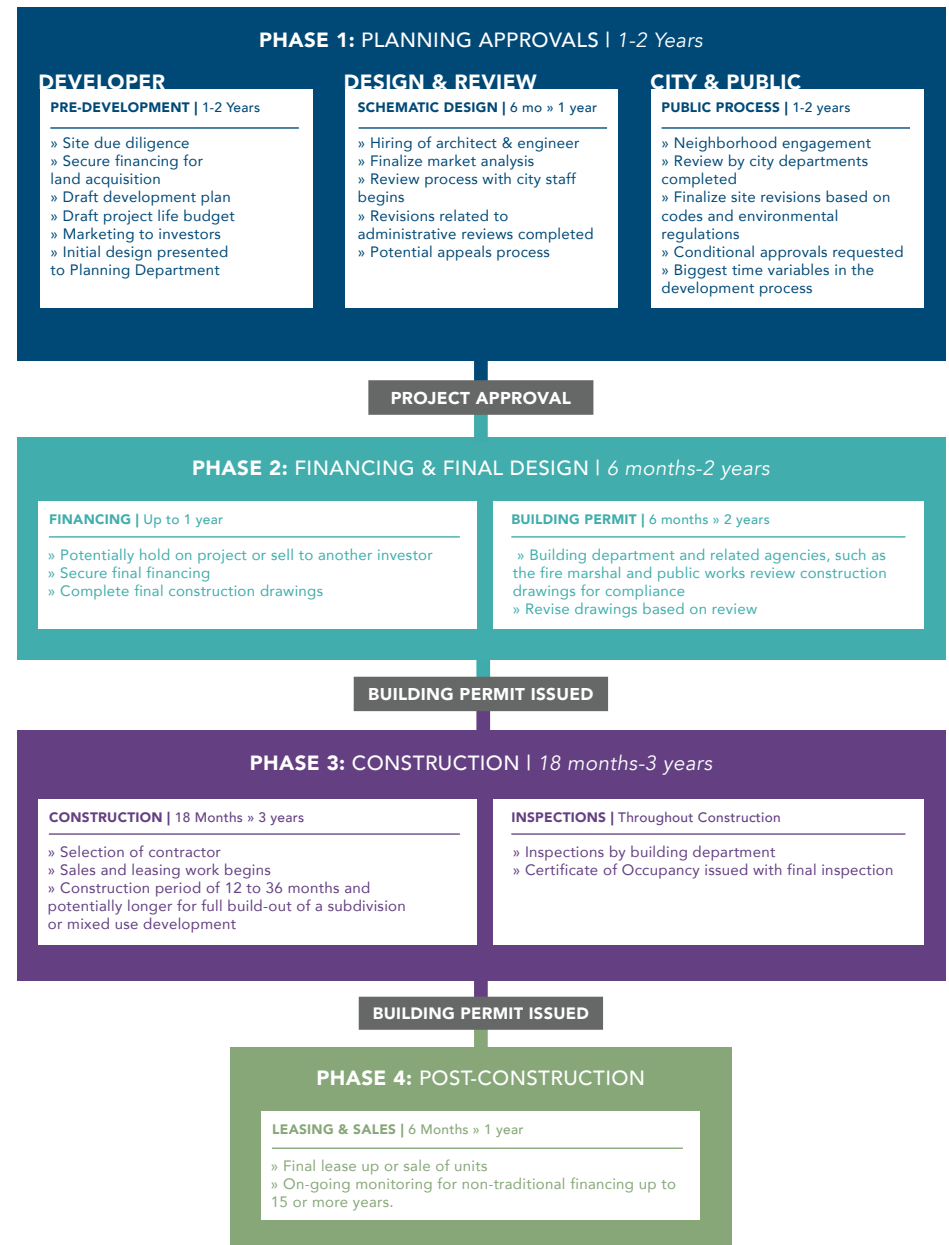 PHASE 1: PLANNING APPROVALS | 1-2 Years
DEVELOPER
PRE-DEVELOPMENT | 1-2 Years
» Site due diligence
» Secure financing for
land acquisition
» Draft development plan
» Draft project life budget
» Marketing to investors
» Initial design presented
to Planning Department
DESIGN & REVIEW
SCHEMATIC DESIGN | 6 mo » 1 year
» Hiring of architect & engineer
» Finalize market analysis
» Review process with city staff
begins
» Revisions related to
administrative reviews completed
» Potential appeals process
CITY & PUBLIC
PUBLIC PROCESS | 1-2 years
» Neighborhood engagement
» Review by city departments
completed
» Finalize site revisions based on
codes and environmental
regulations
» Conditional approvals requested
» Biggest time variables in the
development process
PROJECT APPROVAL
PHASE 2: FINANCING & FINAL DESIGN | 6 months-2 years
FINANCING | Up to 1 year
» Potentially hold on project or sell to another investor
» Secure final financing
» Complete final construction drawings
BUILDING PERMIT | 6 months » 2 years
» Building department and related agencies, such as
the fire marshal and public works review construction
drawings for compliance
» Revise drawings based on review
BUILDING PERMIT ISSUED
PHASE 3: CONSTRUCTION | 18 months-3 years
CONSTRUCTION | 18 Months » 3 years
» Selection of contractor
» Sales and leasing work begins
» Construction period of 12 to 36 months and
potentially longer for full build-out of a subdivision
or mixed use development
INSPECTIONS | Throughout Construction
» Inspections by building department
» Certificate of Occupancy issued with final inspection
BUILDING PERMIT ISSUED
PHASE 4: POST-CONSTRUCTION
LEASING & SALES | 6 Months » 1 year
» Final lease up or sale of units
» On-going monitoring for non-traditional financing up to
15 or more years.